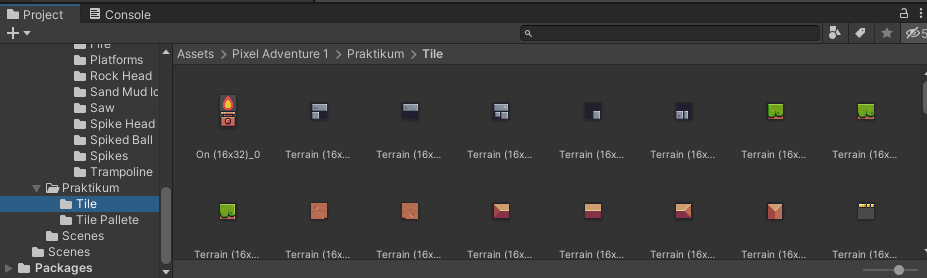 Project
Console
5
Fire
Platforms
Rock Head
Sand Mud Ic
Saw
Spike Head
Spiked Ball
Spikes
Trampoline
Praktikum
Tile
Tile Pallete
Scenes
Scenes
Packages
Assets > Pixel Adventure 1 > Praktikum > Tile
On (16x32)_0 Terrain (16x... Terrain (16x... Terrain (16x... Terrain (16x... Terrain (16x... Terrain (16x... Terrain (16x...
Terrain (16x... Terrain (16x... Terrain (16x... Terrain (16x... Terrain (16x... Terrain (16x... Terrain (16x... Terrain (16x...